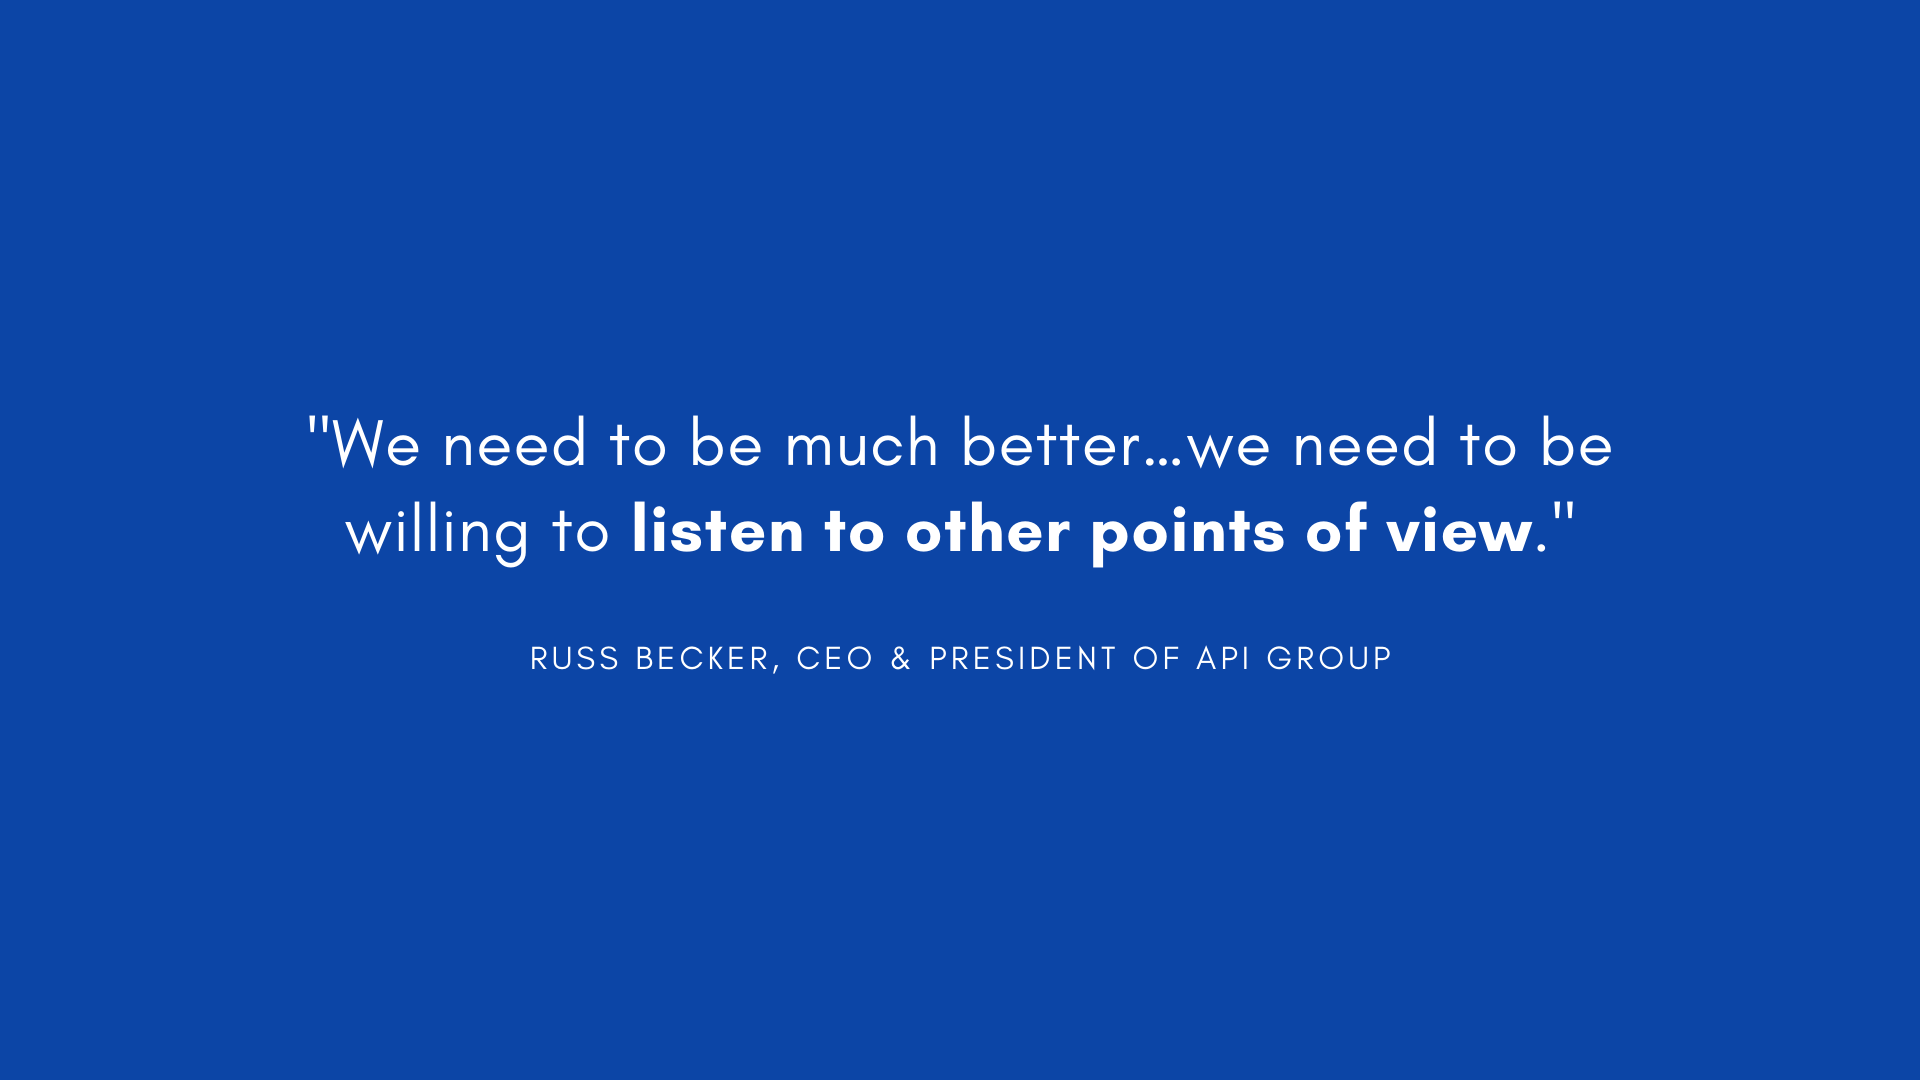 "We need to be much better...we need to be
willing to listen to other points of view."
RUSS BECKER, CEO & PRESIDENT OF API GROUP